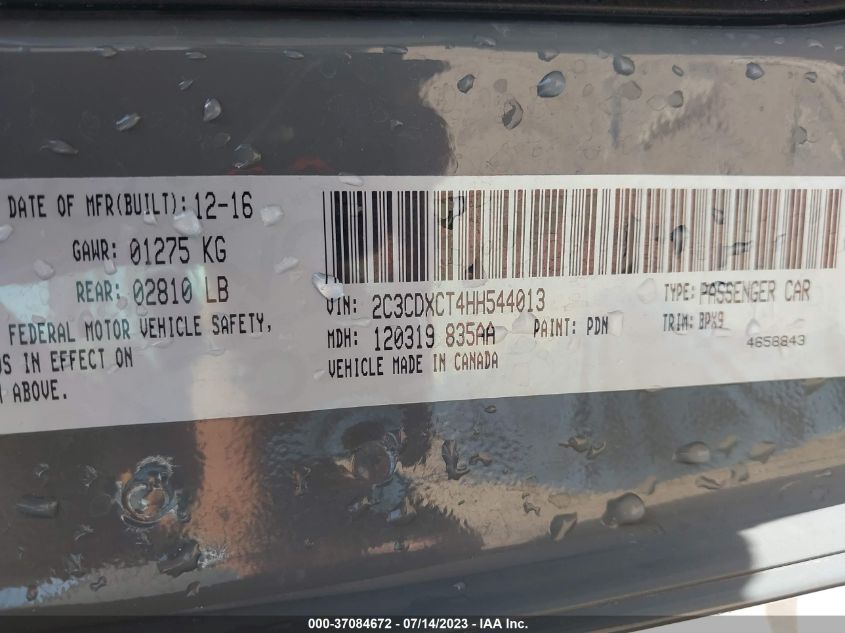 DATE OF MFR(BUILT): 12-16
GAWR: 01275 KG
REAR: 02810 LB
FEDERAL MOTOR VEHICLE SAFETY,
IN EFFECT ON
ABOVE.
VIN: 2C3CDXCT4HH544013
TYPE: PASSENGER CAR
MDH: 120319 835AA
PAINT: PDN
TRIM: BPX9
VEHICLE MADE IN CANADA
4658843
000-37084672 - 07/14/2023 - IAA Inc.